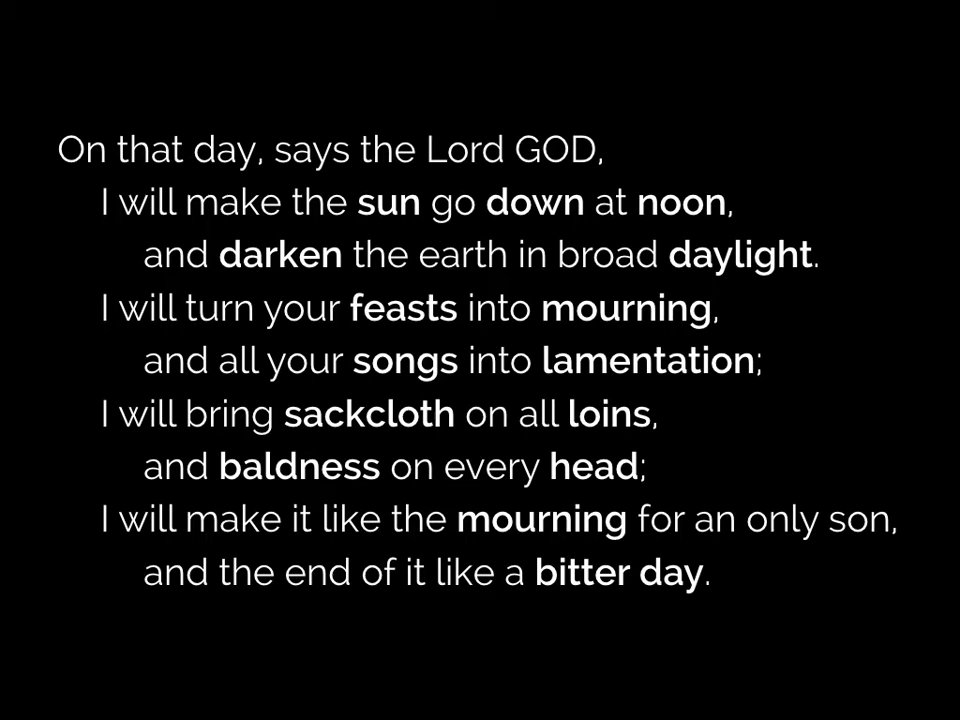 On that day, says the Lord GOD,
I will make the sun go down at noon,
and darken the earth in broad daylight.
I will turn your feasts into mourning,
and all your songs into lamentation;
I will bring sackcloth on all loins,
and baldness on every head;
I will make it like the mourning for an only son,
and the end of it like a bitter day.